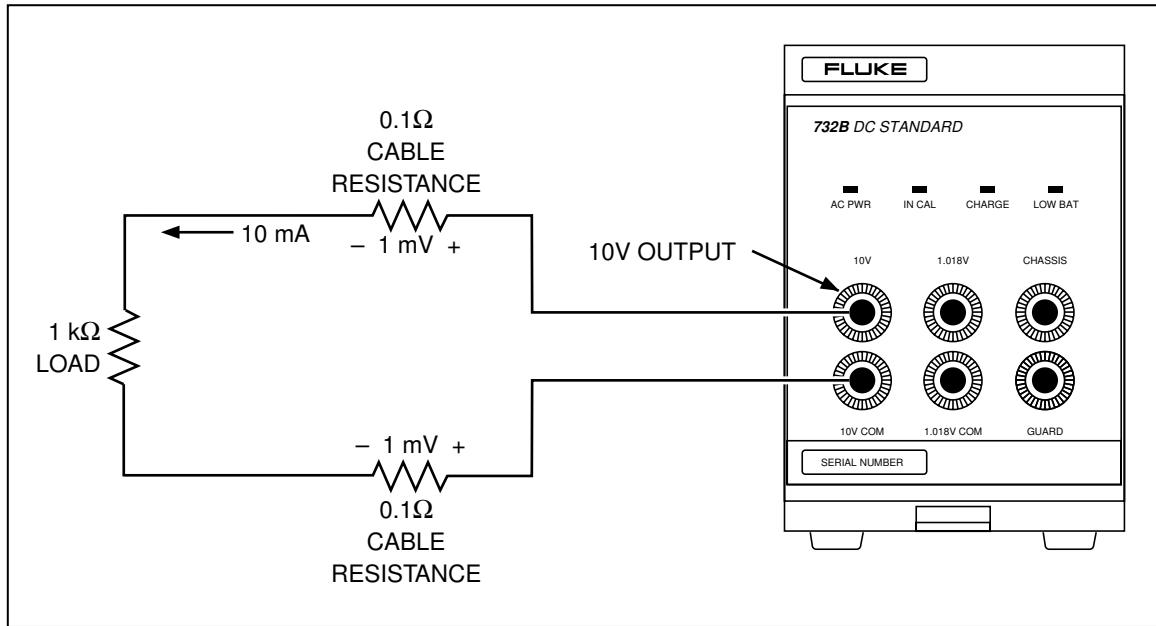 FLUKE
732B DC STANDARD
AC PWR
IN CAL
CHARGE
LOW BAT
0.1Ω
CABLE
RESISTANCE
10 mA
– 1 mV +
10V OUTPUT
10V
1.018V
CHASSIS
1 kΩ
LOAD
– 1 mV +
0.1Ω
CABLE
RESISTANCE
10V COM
1.018V COM
GUARD
SERIAL NUMBER